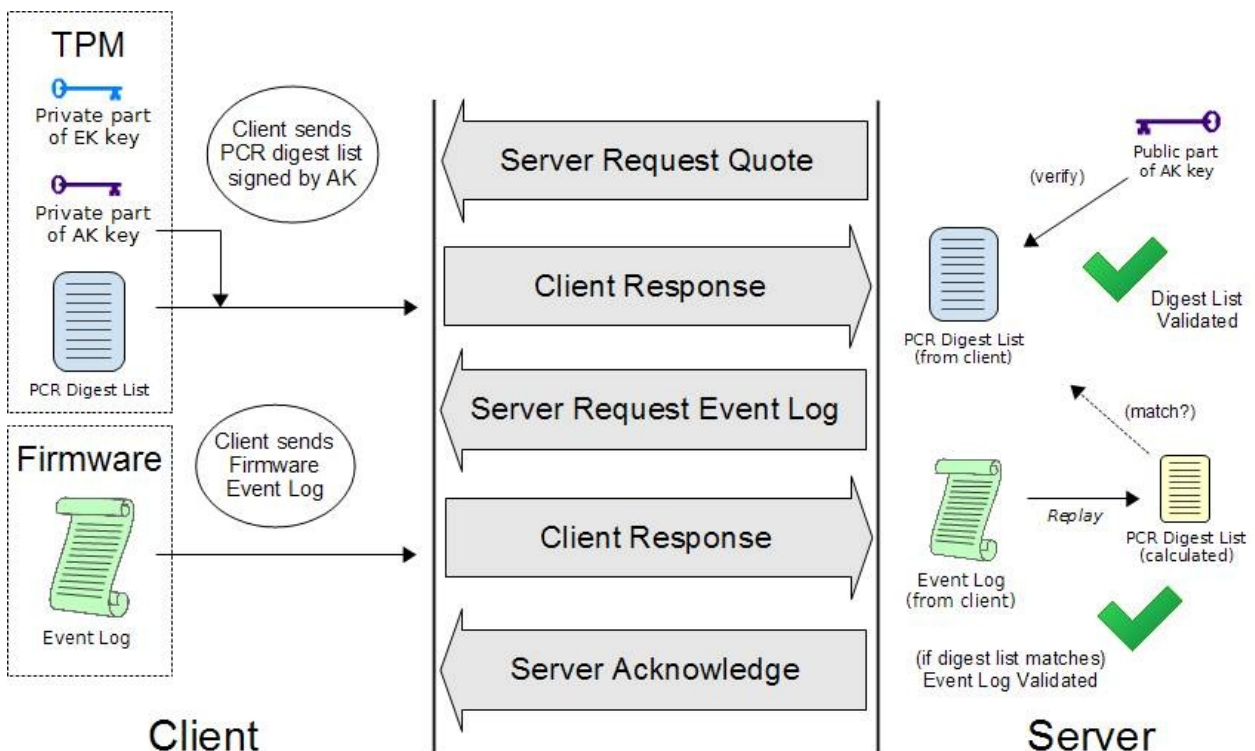 TPM
Private part
of EK key
Private part
of AK key
PCR Digest List
Client sends
PCR digest list
signed by AK
Firmware
Event Log
Client sends
Firmware
Event Log
Client
Server Request Quote
Client Response
Server Request Event Log
Client Response
Server Acknowledge
Public part
of AK key
(verify)
PCR Digest List
(from client)
Digest List
Validated
(match?)
Event Log
(from client)
Replay
PCR Digest List
(calculated)
(if digest list matches)
Event Log Validated
Server